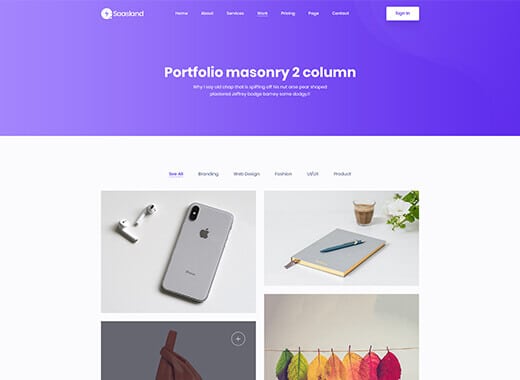 Saasland
Home About Services Work Pricing Page Contact
Sign In
Portfolio masonry 2 column
Why I say old chap that is spiffing off his nut arse pear shaped
plastered Jeffrey bodge barney some dodgy!!
See All Branding Web Design Fashion UI/UX Product
iPhone